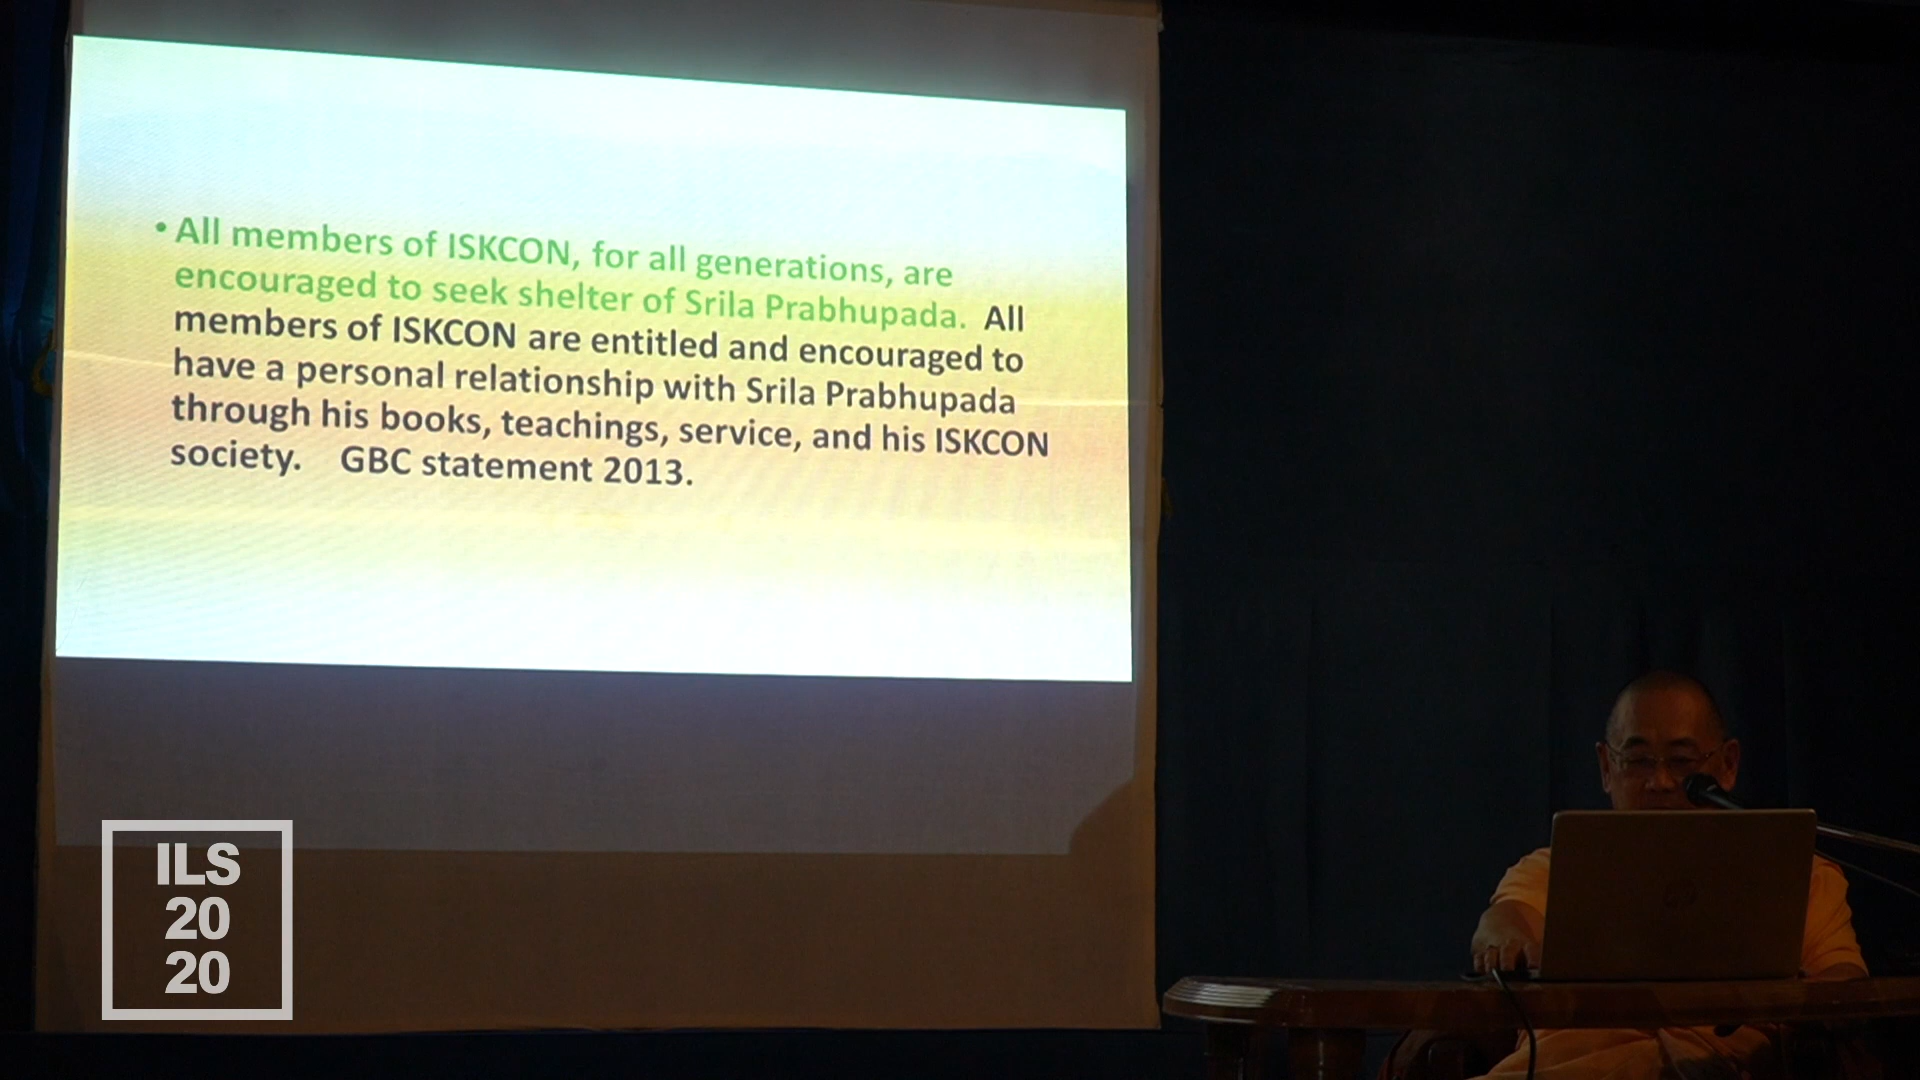 • All members of ISKCON, for all generations, are
encouraged to seek shelter of Srila Prabhupada. All
members of ISKCON are entitled and encouraged to
have a personal relationship with Srila Prabhupada
through his books, teachings, service, and his ISKCON
society. GBC statement 2013.
ILS
20
20